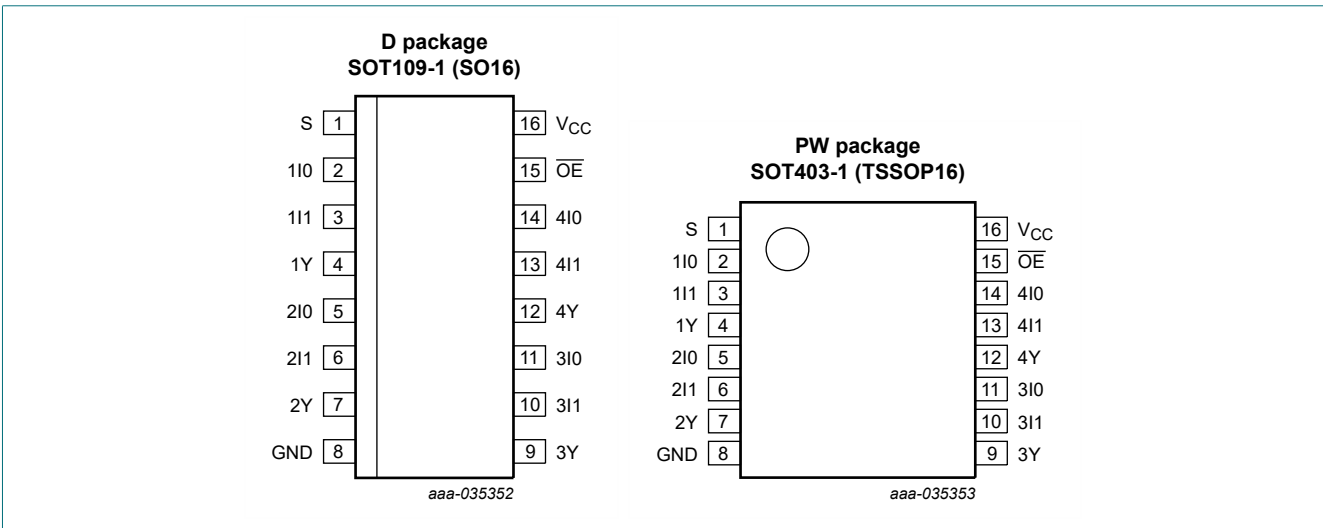 D package
SOT109-1 (SO16)
S 1
1I0 2
1I1 3
1Y 4
2I0 5
2I1 6
2Y 7
GND 8
16 VCC
15 OE
14 4I0
13 4I1
12 4Y
11 3I0
10 3I1
9 3Y
aaa-035352
PW package
SOT403-1 (TSSOP16)
S 1
1I0 2
1I1 3
1Y 4
2I0 5
2I1 6
2Y 7
GND 8
16 VCC
15 OE
14 4I0
13 4I1
12 4Y
11 3I0
10 3I1
9 3Y
aaa-035353